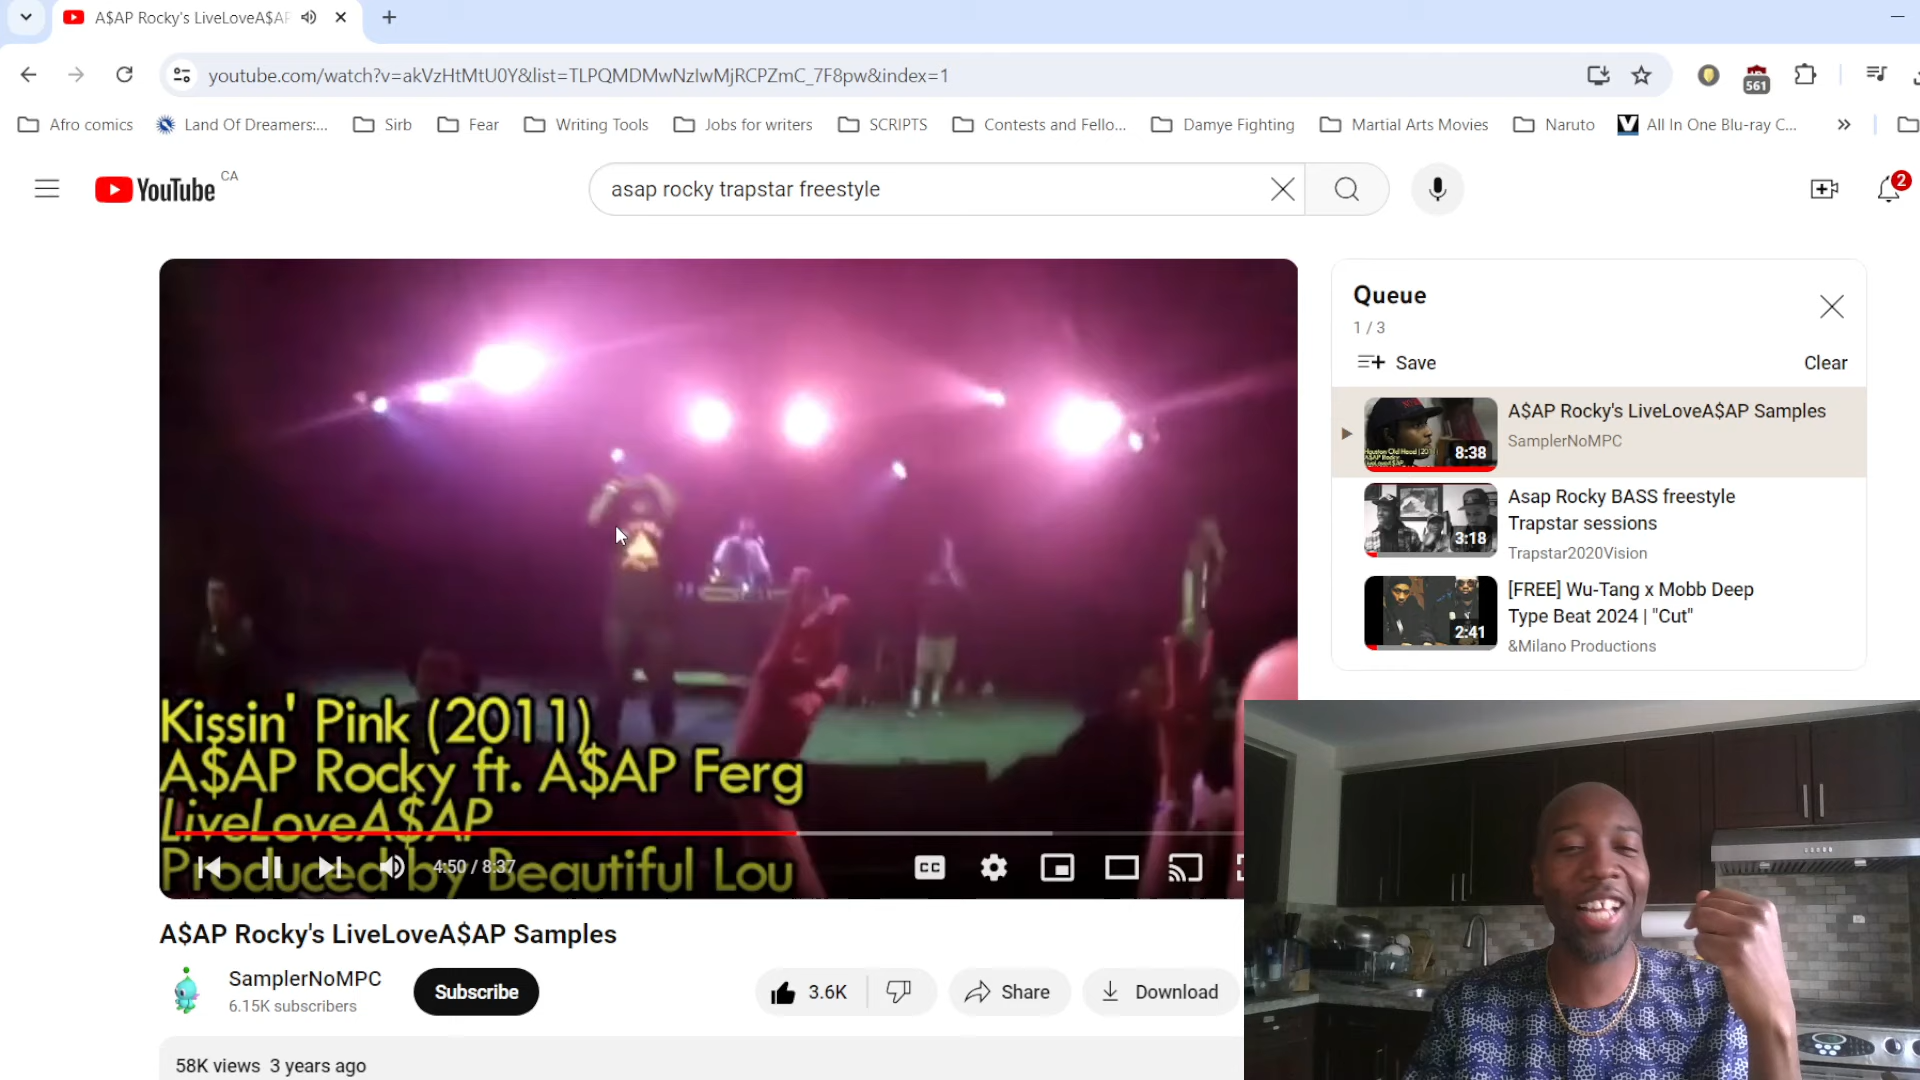 A$AP Rocky's LiveLoveA$AP
youtube.com/watch?v=akVzHtMtU0Y&list=TLPQMDMwNzIwMjRCPZmC_7F8pw&index=1
561
Afro comics
Land Of Dreamers:...
Sirb
Fear
Writing Tools
Jobs for writers
SCRIPTS
Contests and Fello...
Damye Fighting
Martial Arts Movies
Naruto
All In One Blu-ray C...
YouTube CA
asap rocky trapstar freestyle
2
Kissin' Pink (2011)
A$AP Rocky ft. A$AP Ferg
LiveLoveA$AP
Produced by Beautiful Lou
4:50 / 8:37
CC
Queue
1 / 3
Save
Clear
A$AP Rocky's LiveLoveA$AP Samples
SamplerNoMPC
8:38
Asap Rocky BASS freestyle
Trapstar sessions
Trapstar2020Vision
3:18
[FREE] Wu-Tang x Mobb Deep
Type Beat 2024 | "Cut"
&Milano Productions
2:41
A$AP Rocky's LiveLoveA$AP Samples
SamplerNoMPC
6.15K subscribers
Subscribe
3.6K
Share
Download
58K views 3 years ago